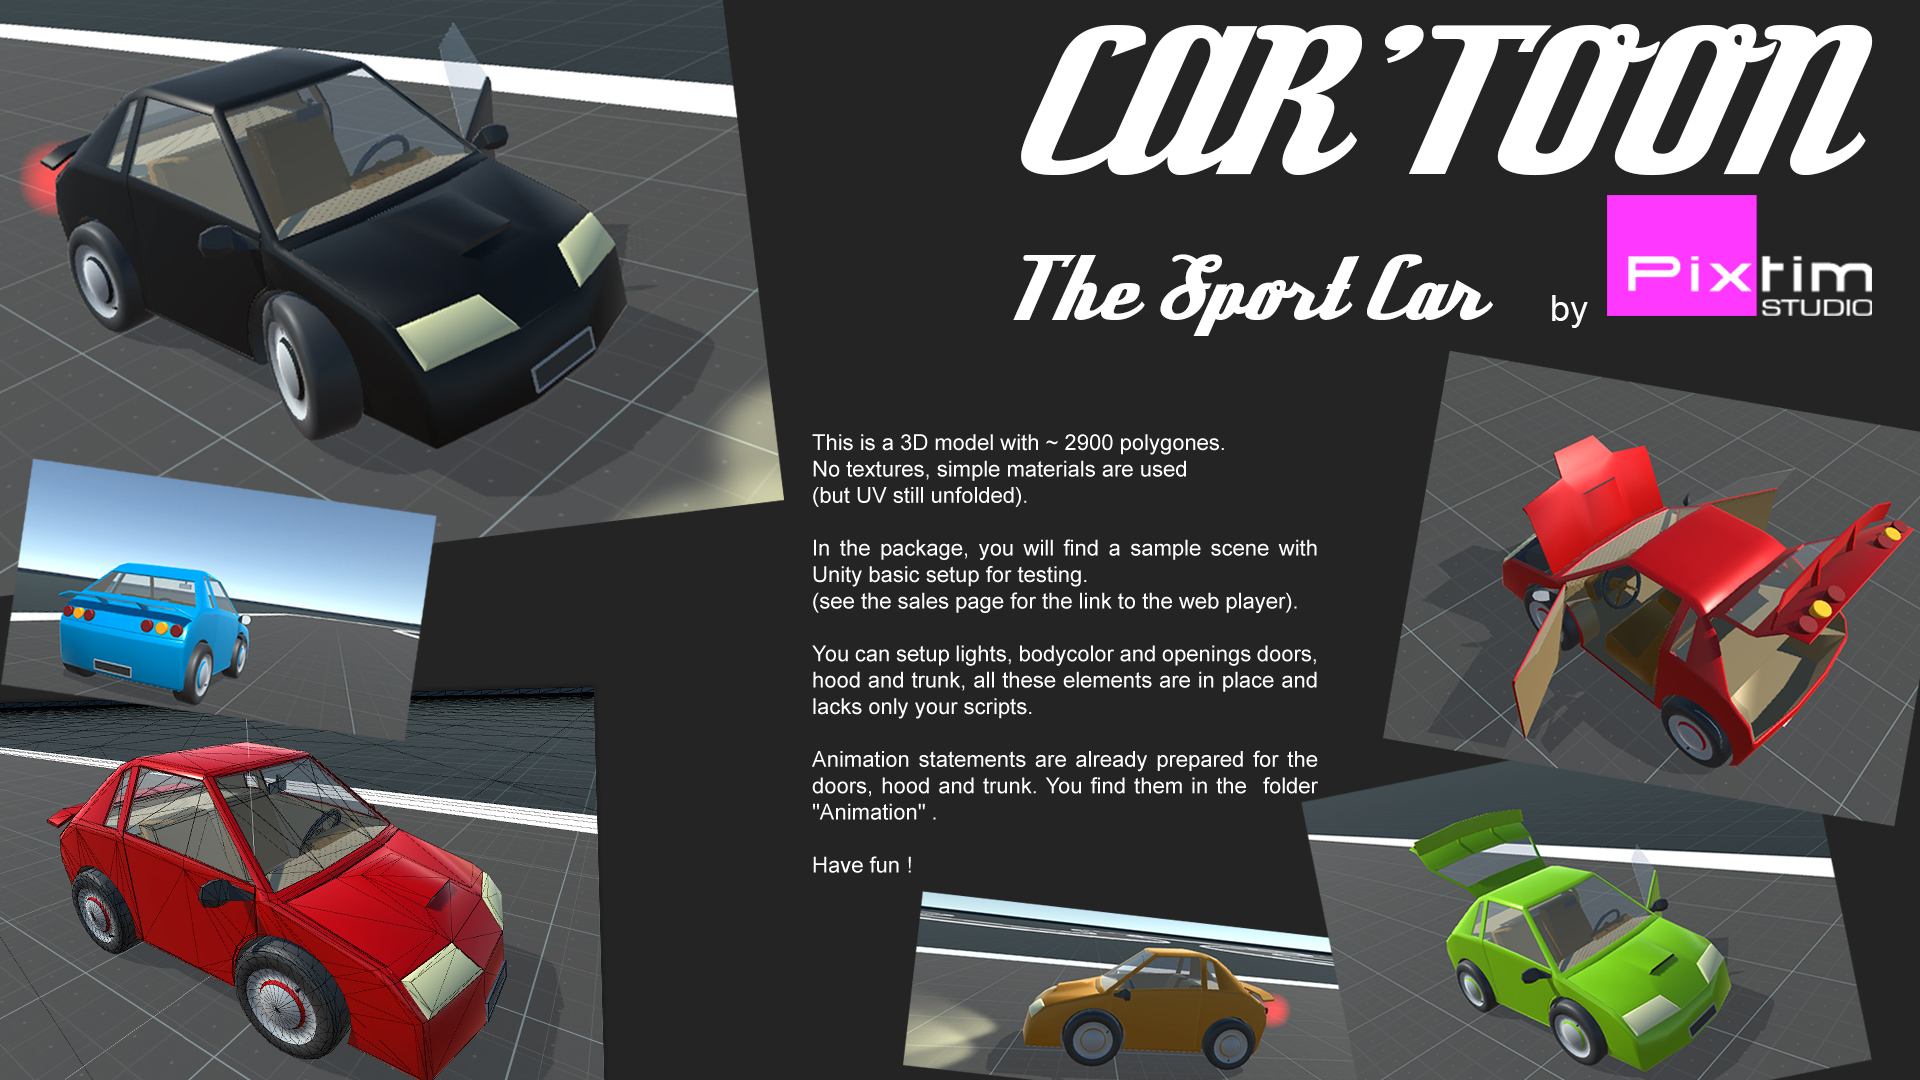 CAR'TOON
The Sport Car by Pixtim
STUDIO
This is a 3D model with ~ 2900 polygones.
No textures, simple materials are used
(but UV still unfolded).
In the package, you will find a sample scene with
Unity basic setup for testing.
(see the sales page for the link to the web player).
You can setup lights, bodycolor and openings doors,
hood and trunk, all these elements are in place and
lacks only your scripts.
Animation statements are already prepared for the
doors, hood and trunk. You find them in the  folder
"Animation" .
Have fun !